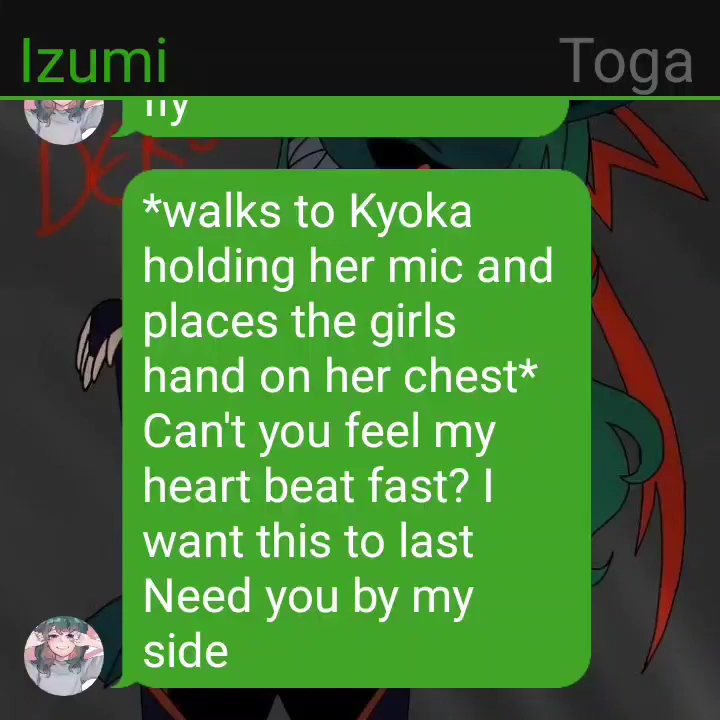 Izumi Toga
*walks to Kyoka
holding her mic and
places the girls
hand on her chest*
Can't you feel my
heart beat fast? I
want this to last
Need you by my
side